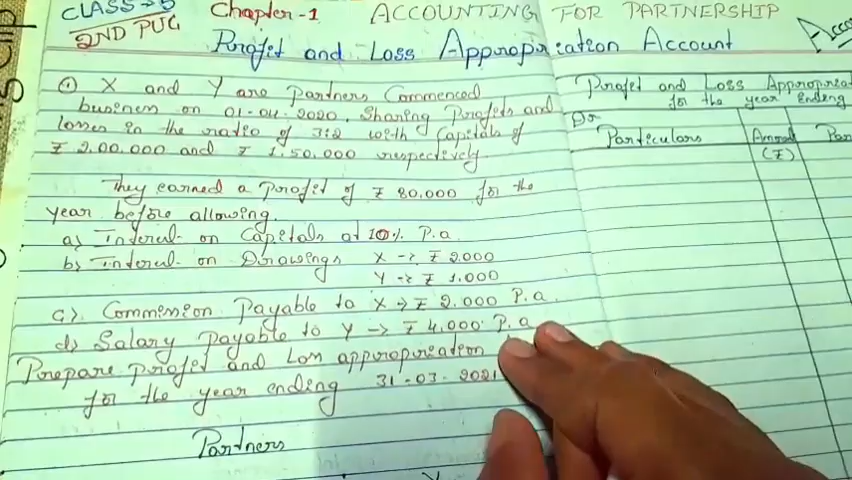 CLASS-5
2ND PUC
Chapter-1
ACCOUNTING FOR PARTNERSHIP
Profit and Loss Appropriation Account
① X and Y are Partners Commenced
business on 01-04-2020, Sharing Profits and
losses in the ratio of 3:2 with Capitals of
₹ 2,00,000 and ₹ 1,50,000 respectively
They earned a Profit of ₹ 80,000 for the
year before allowing.
a) Interest on Capitals at 10% P.a
b) Interest on Drawings X → ₹ 2,000
Y → ₹ 1,000
c) Commission Payable to X → ₹ 2,000 P.a
d) Salary Payable to Y → ₹ 4,000 P.a
Prepare Profit and Loss appropriation
for the year ending 31-03-2021
Partners
Profit and Loss Appropriat
for the year Ending
Dr
Particulars
Amount
(₹)
Par